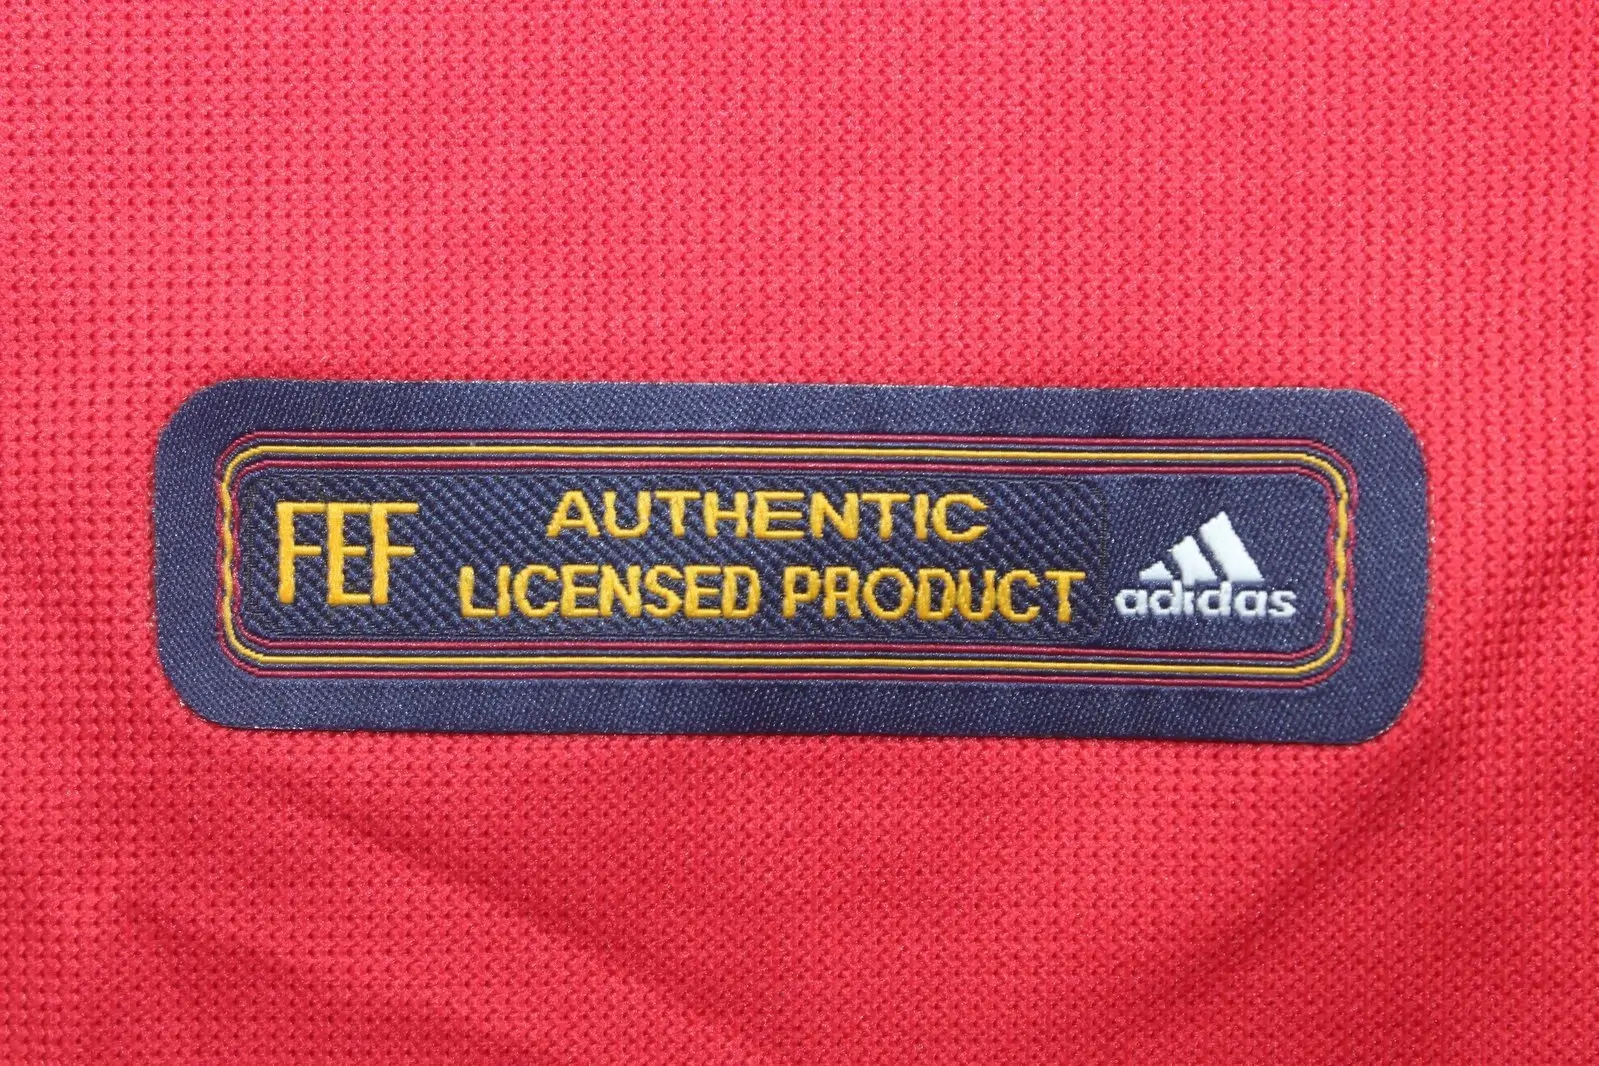 FEF
AUTHENTIC
LICENSED PRODUCT
adidas